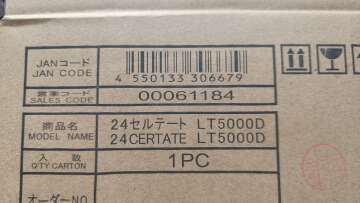 JANコード
JAN CODE
4 550133 306679
営業コード
SALES CODE
00061184
商品名
MODEL NAME
24セルテート LT5000D
24CERTATE LT5000D
入 数
Q'TY CARTON
1PC
オーダーNO